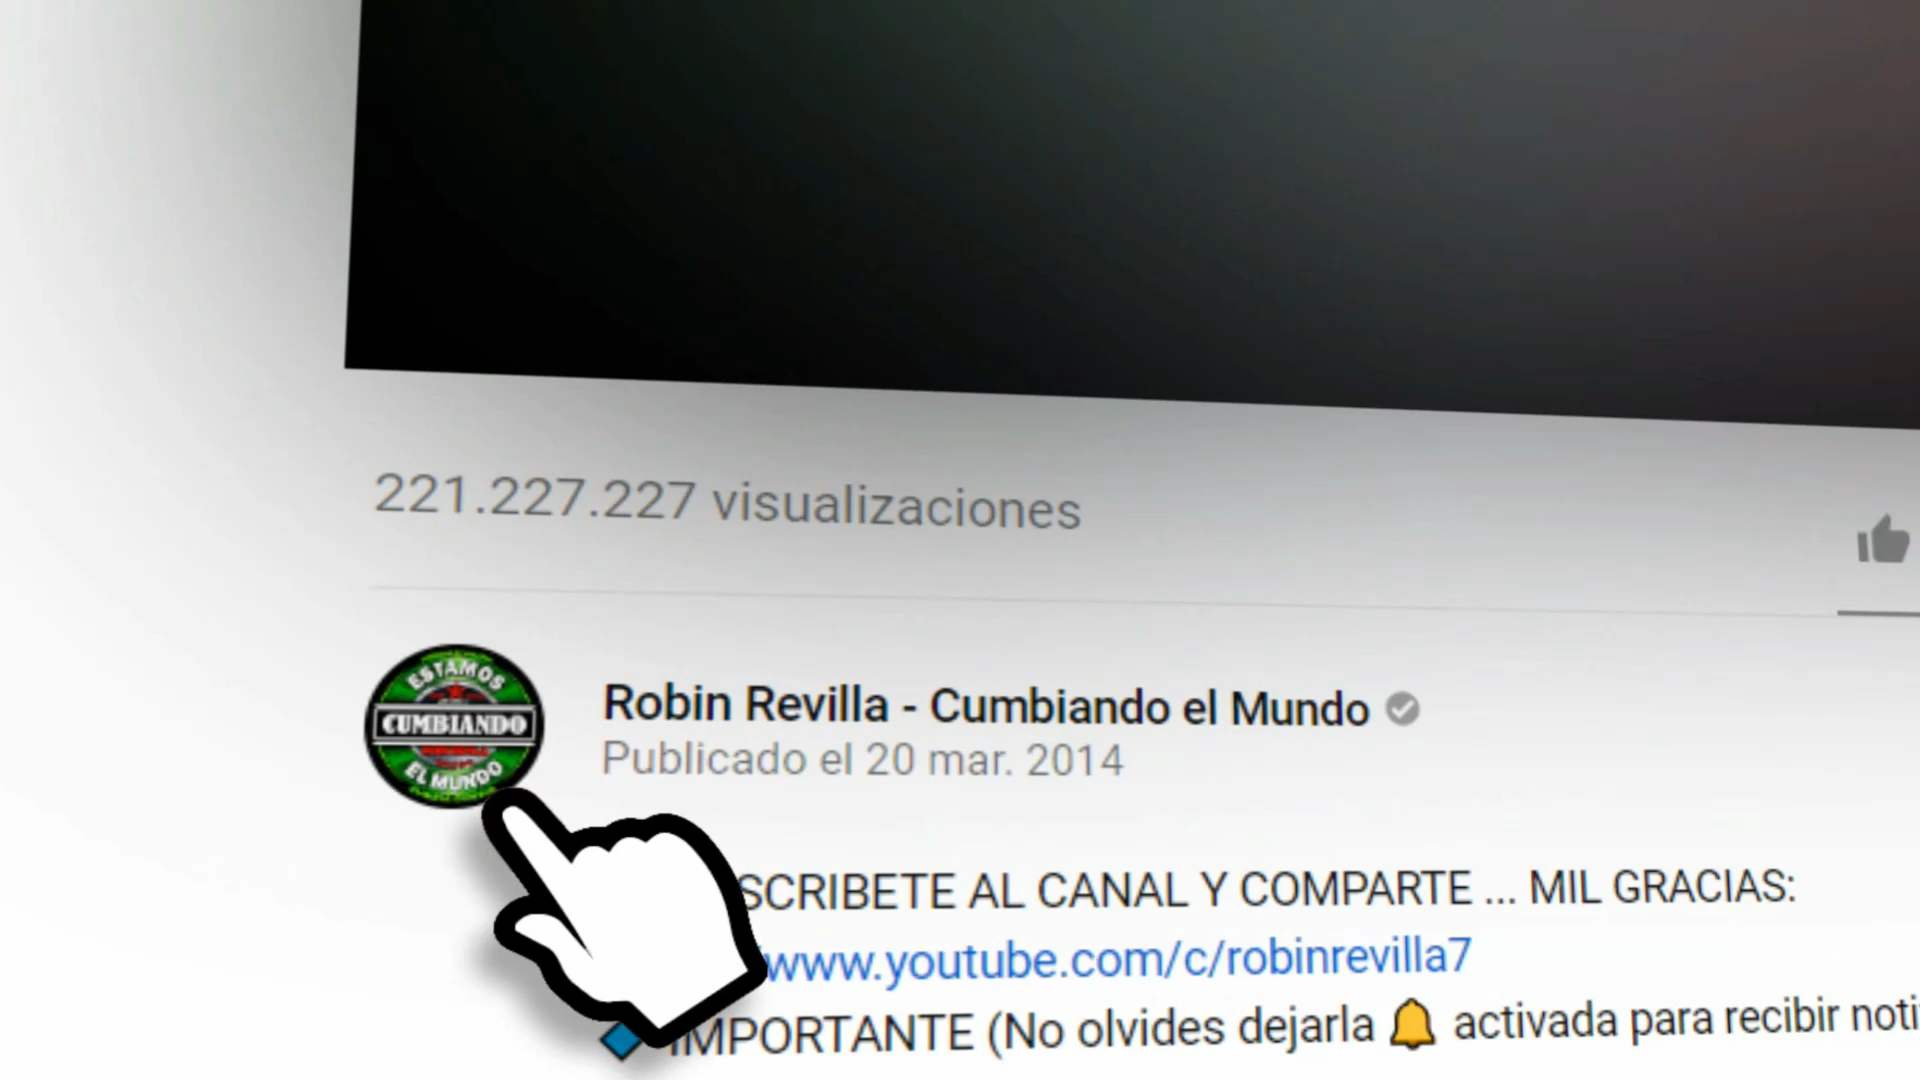 221.227.227 visualizaciones
ESTAMOS
CUMBIANDO
EL MUNDO
Robin Revilla - Cumbiando el Mundo
Publicado el 20 mar. 2014
SCRIBETE AL CANAL Y COMPARTE ... MIL GRACIAS:
www.youtube.com/c/robinrevilla7
IMPORTANTE (No olvides dejarla 🔔 activada para recibir noti